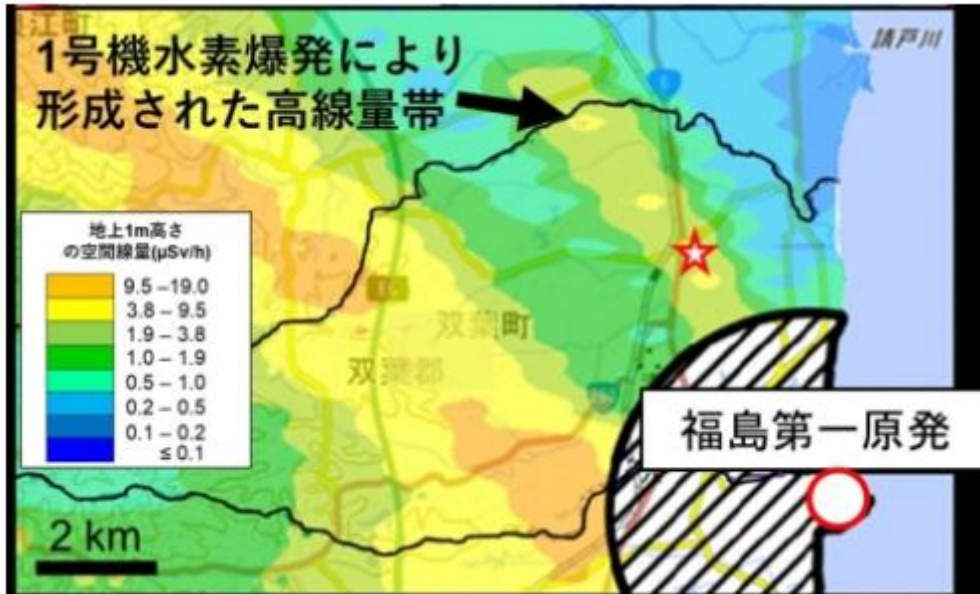 浪江町
1号機水素爆発により
形成された高線量帯
請戸川
6
地上1m高さ
の空間線量(μSv/h)
9.5 –19.0
3.8 – 9.5
1.9 – 3.8
1.0 – 1.9
0.5 – 1.0
0.2 – 0.5
0.1 – 0.2
≤ 0.1
双葉町
双葉郡
福島第一原発
2 km